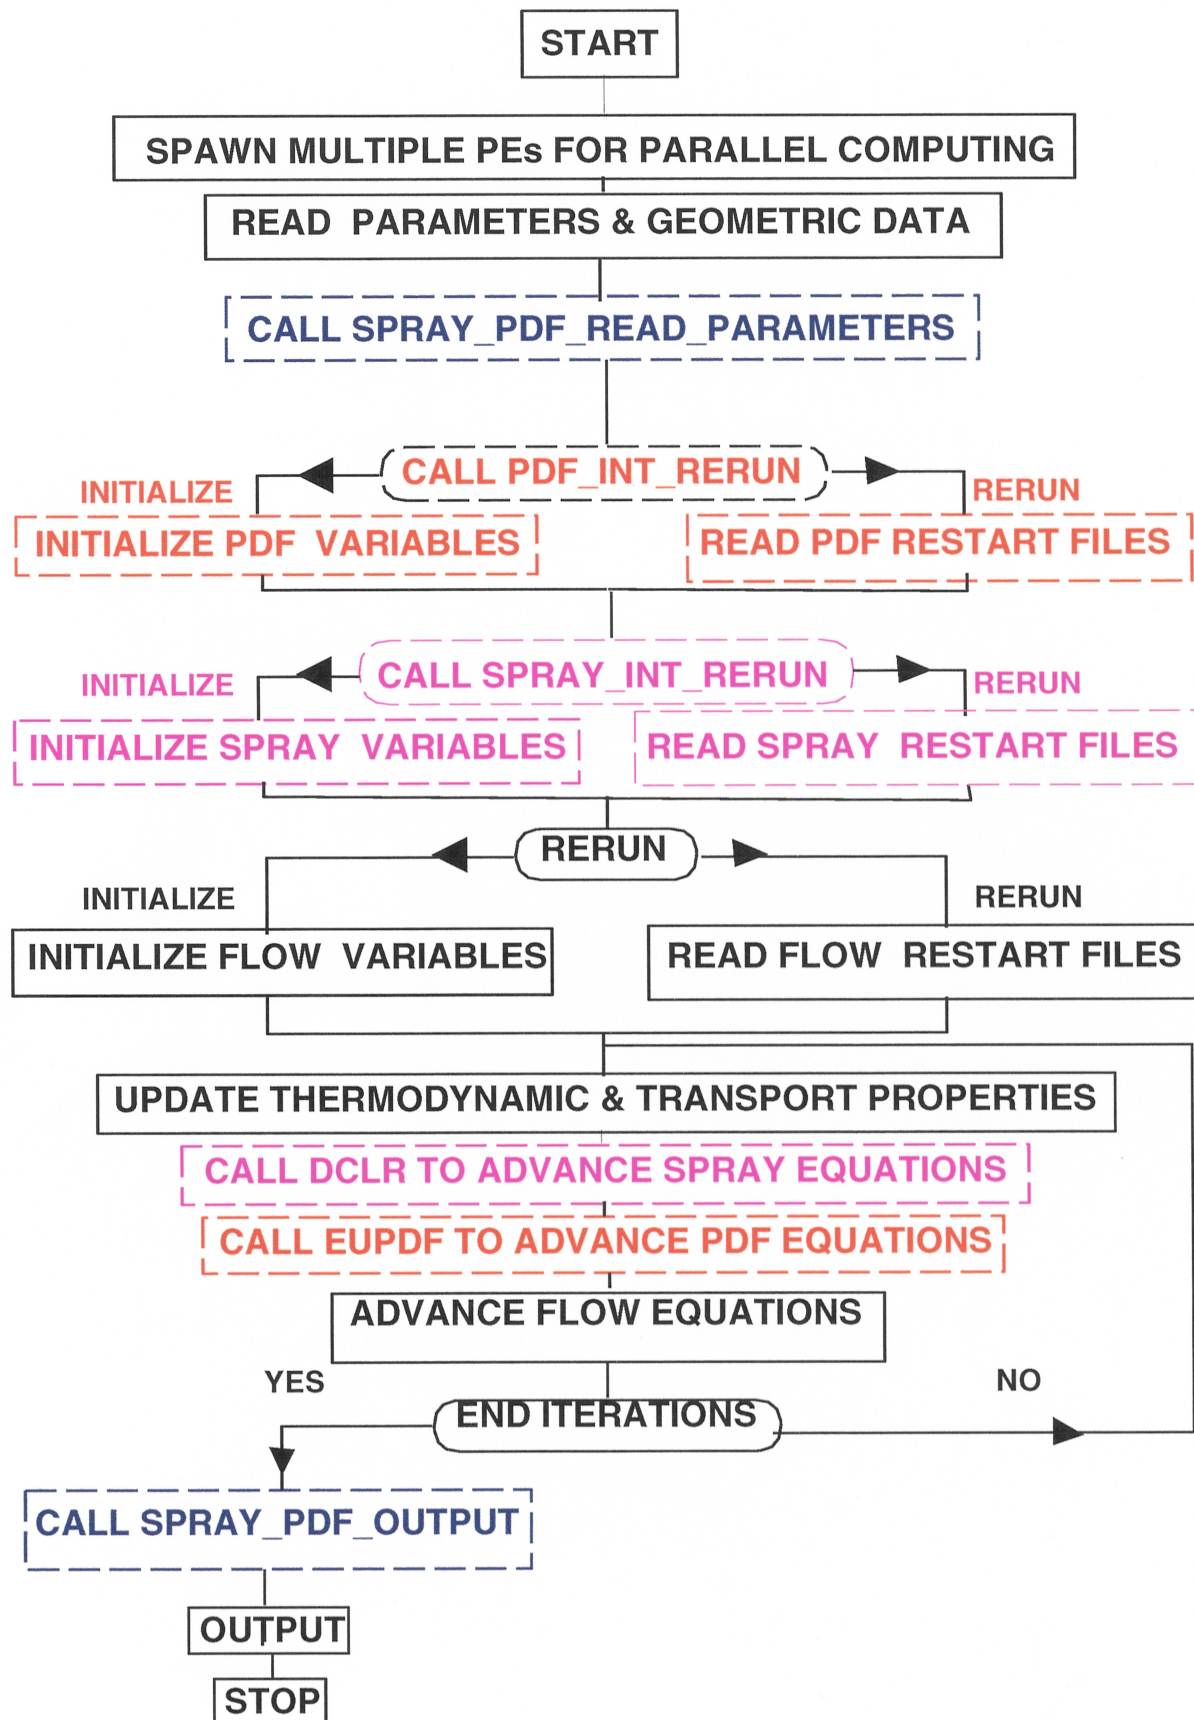 START
SPAWN MULTIPLE PEs FOR PARALLEL COMPUTING
READ PARAMETERS & GEOMETRIC DATA
CALL SPRAY_PDF_READ_PARAMETERS
CALL PDF_INT_RERUN
INITIALIZE
RERUN
INITIALIZE PDF VARIABLES
READ PDF RESTART FILES
CALL SPRAY_INT_RERUN
INITIALIZE
RERUN
INITIALIZE SPRAY VARIABLES
READ SPRAY RESTART FILES
RERUN
INITIALIZE
RERUN
INITIALIZE FLOW VARIABLES
READ FLOW RESTART FILES
UPDATE THERMODYNAMIC & TRANSPORT PROPERTIES
CALL DCLR TO ADVANCE SPRAY EQUATIONS
CALL EUPDF TO ADVANCE PDF EQUATIONS
ADVANCE FLOW EQUATIONS
YES
NO
END ITERATIONS
CALL SPRAY_PDF_OUTPUT
OUTPUT
STOP